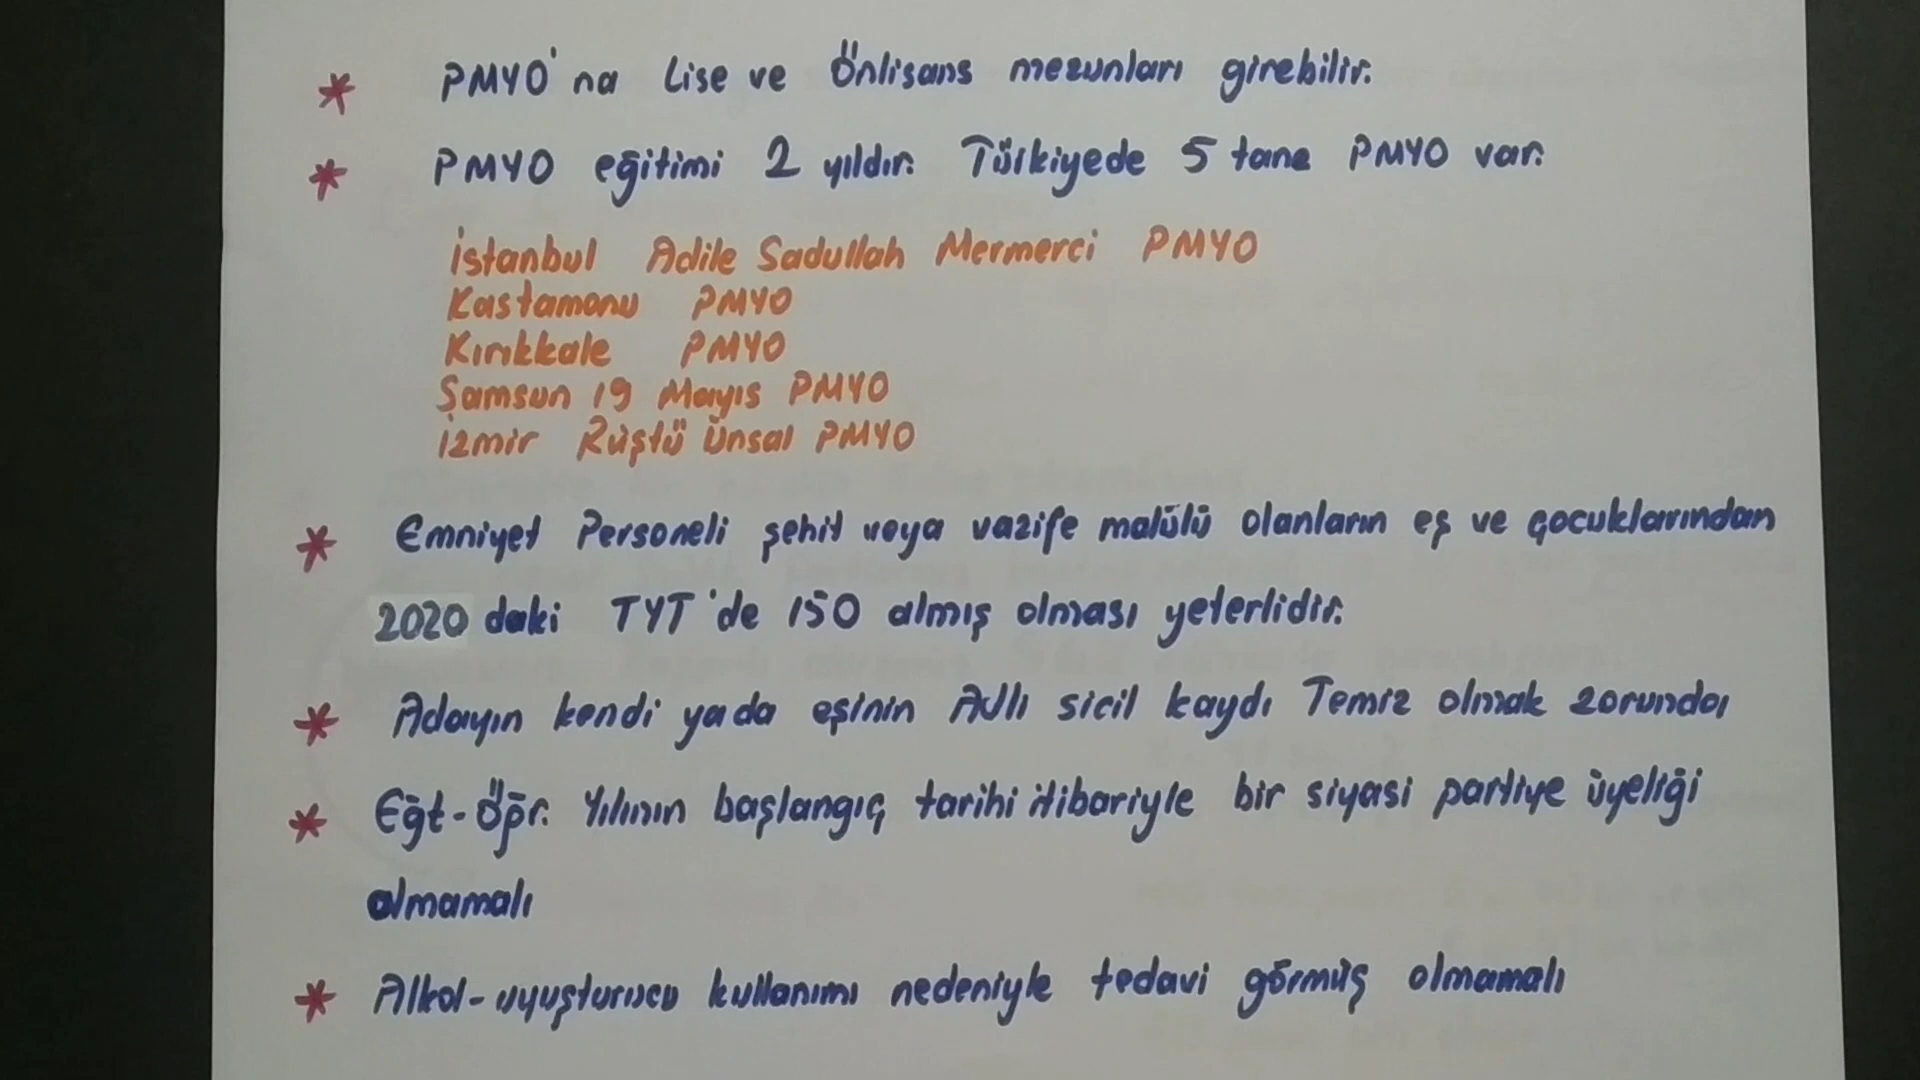 * PMYO'na Lise ve Önlisans mezunları girebilir.
* PMYO eğitimi 2 yıldır. Türkiyede 5 tane PMYO var.
İstanbul Adile Sadullah Mermerci PMYO
Kastamonu PMYO
Kırıkkale PMYO
Samsun 19 Mayıs PMYO
İzmir Rüştü Ünsal PMYO
* Emniyet Personeli şehit veya vazife malülü olanların eş ve çocuklarından
2020 daki TYT'de 150 almış olması yeterlidir.
* Adayın kendi yada eşinin Adli sicil kaydı Temiz olmak zorunda
* Eğt-Öğr. Yılının başlangıç tarihi itibariyle bir siyasi partiye üyeliği
olmamalı
* Alkol-uyuşturucu kullanımı nedeniyle tedavi görmüş olmamalı